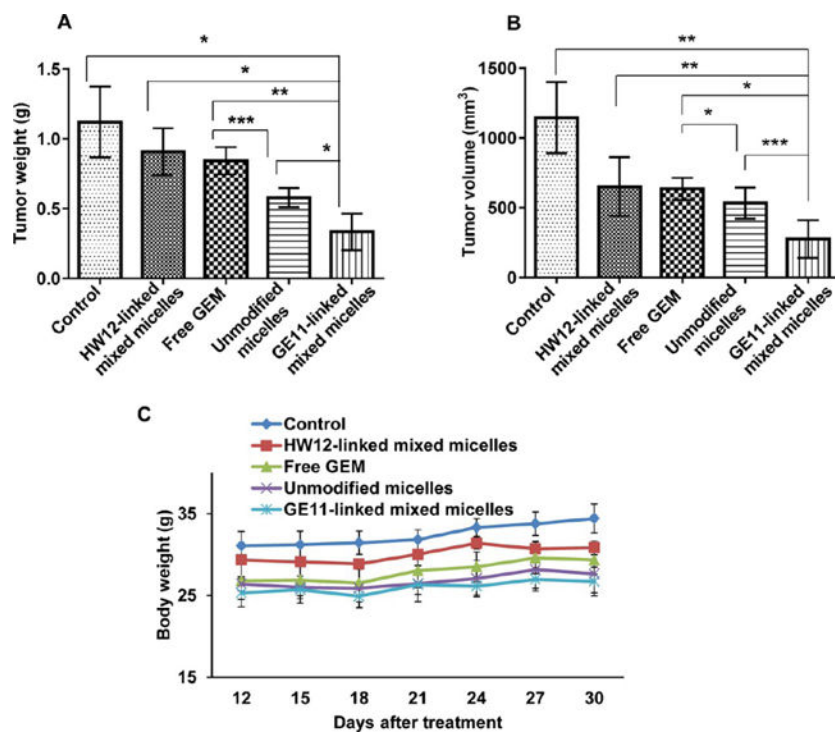 A
Tumor weight (g)
1.5
1.0
0.5
0.0
*
*
**
***
*
Control
HW12-linked
mixed micelles
Free GEM
Unmodified
micelles
GE11-linked
mixed micelles
B
Tumor volume (mm³)
1500
1000
500
0
**
**
*
*
***
Control
HW12-linked
mixed micelles
Free GEM
Unmodified
micelles
GE11-linked
mixed micelles
C
Control
HW12-linked mixed micelles
Free GEM
Unmodified micelles
GE11-linked mixed micelles
Body weight (g)
35
25
15
12 15 18 21 24 27 30
Days after treatment